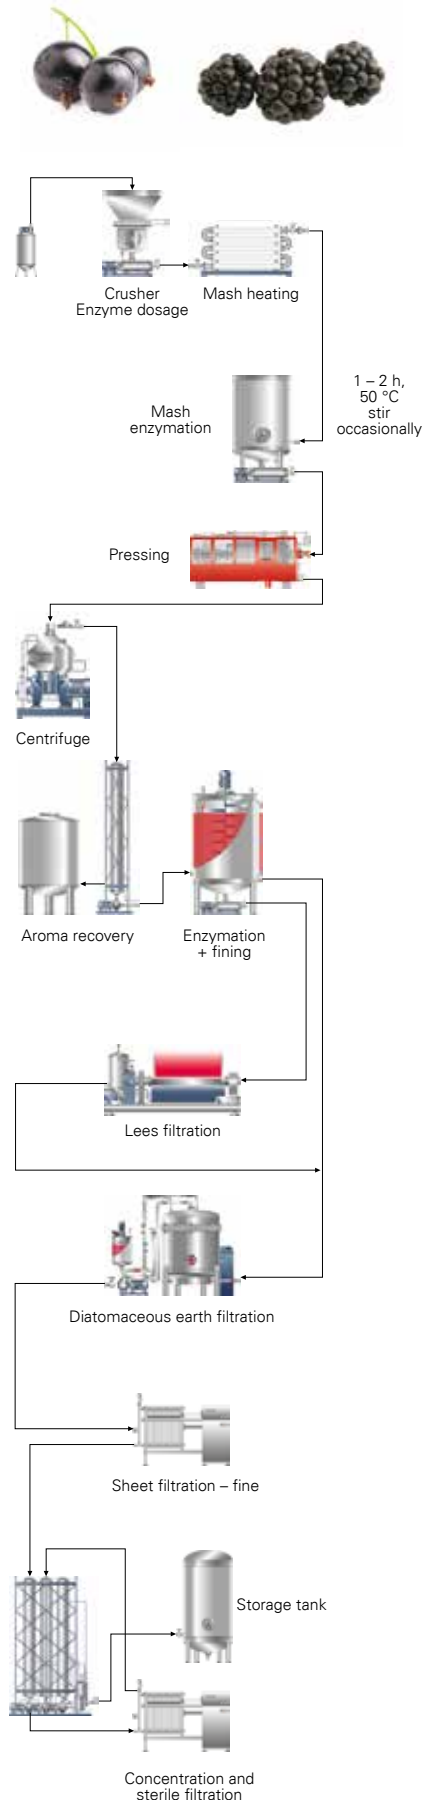 Crusher
Enzyme dosage
Mash heating
1 – 2 h,
50 °C
stir
occasionally
Mash
enzymation
Pressing
Centrifuge
Aroma recovery
Enzymation
+ fining
Lees filtration
Diatomaceous earth filtration
Sheet filtration – fine
Storage tank
Concentration and
sterile filtration